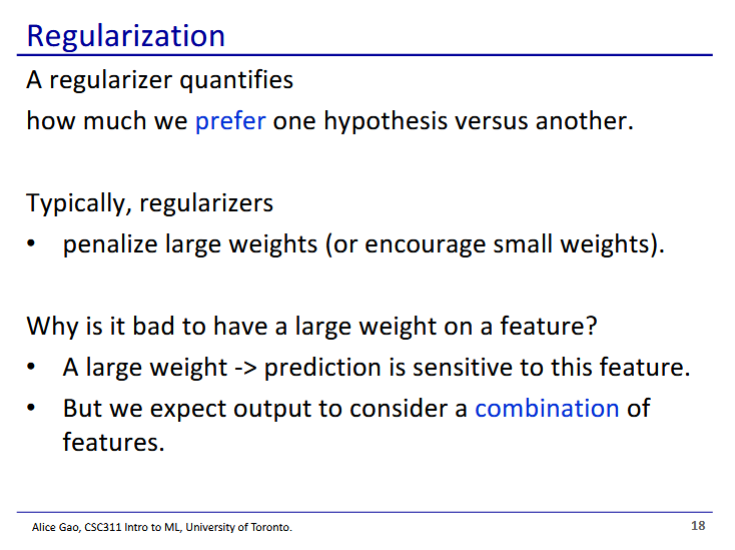 Regularization
A regularizer quantifies
how much we prefer one hypothesis versus another.
Typically, regularizers
• penalize large weights (or encourage small weights).
Why is it bad to have a large weight on a feature?
• A large weight -> prediction is sensitive to this feature.
• But we expect output to consider a combination of
features.
Alice Gao, CSC311 Intro to ML, University of Toronto.
18